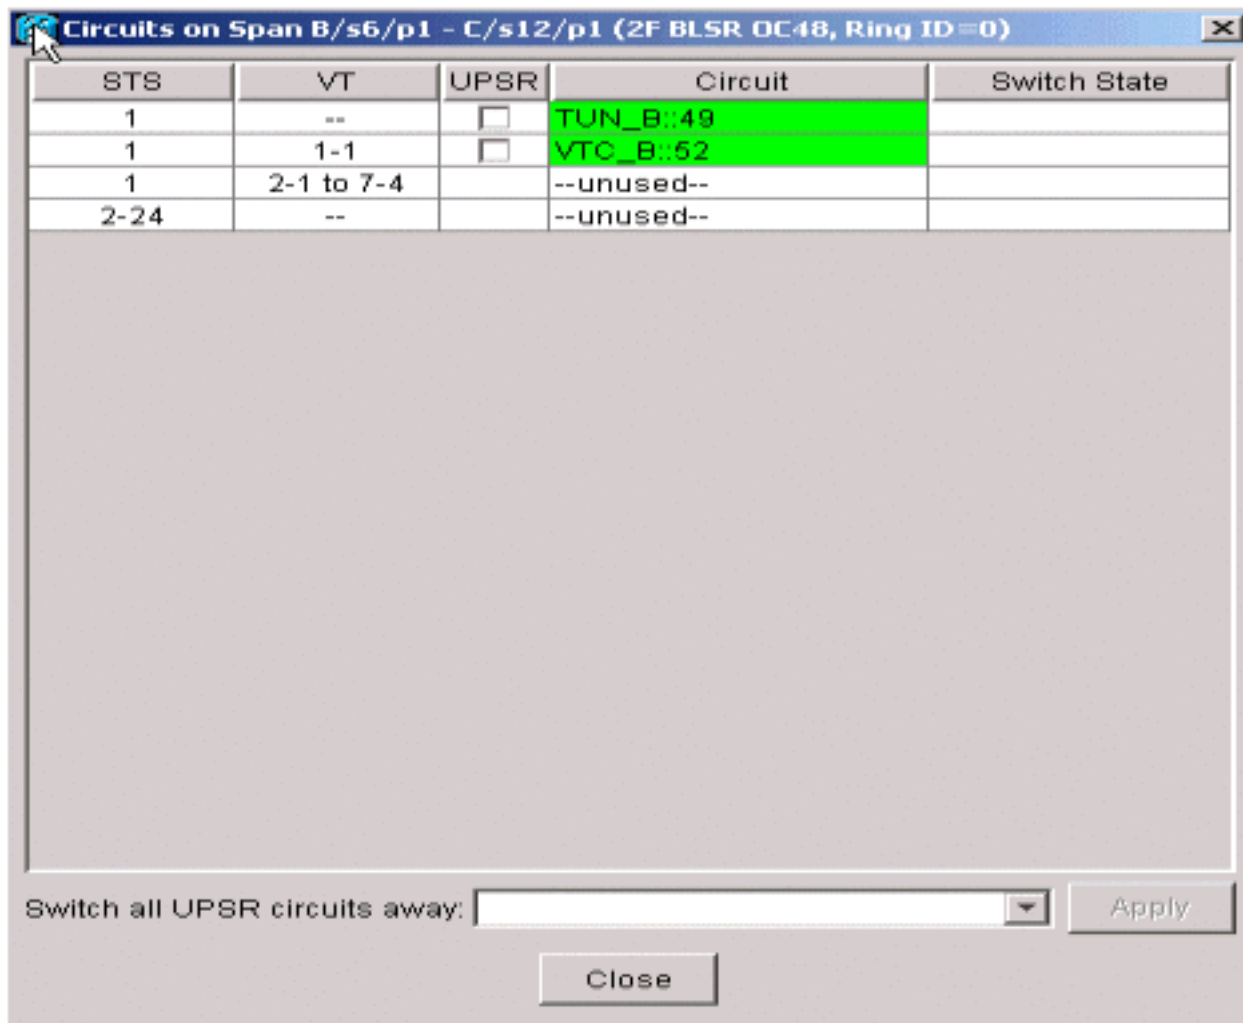 Circuits on Span B/s6/p1 - C/s12/p1 (2F BLSR OC48, Ring ID=0)
STS VT UPSR Circuit Switch State
1 -- TUN_B::49
1 1-1 VTC_B::52
1 2-1 to 7-4 --unused--
2-24 -- --unused--
Switch all UPSR circuits away: Apply
Close